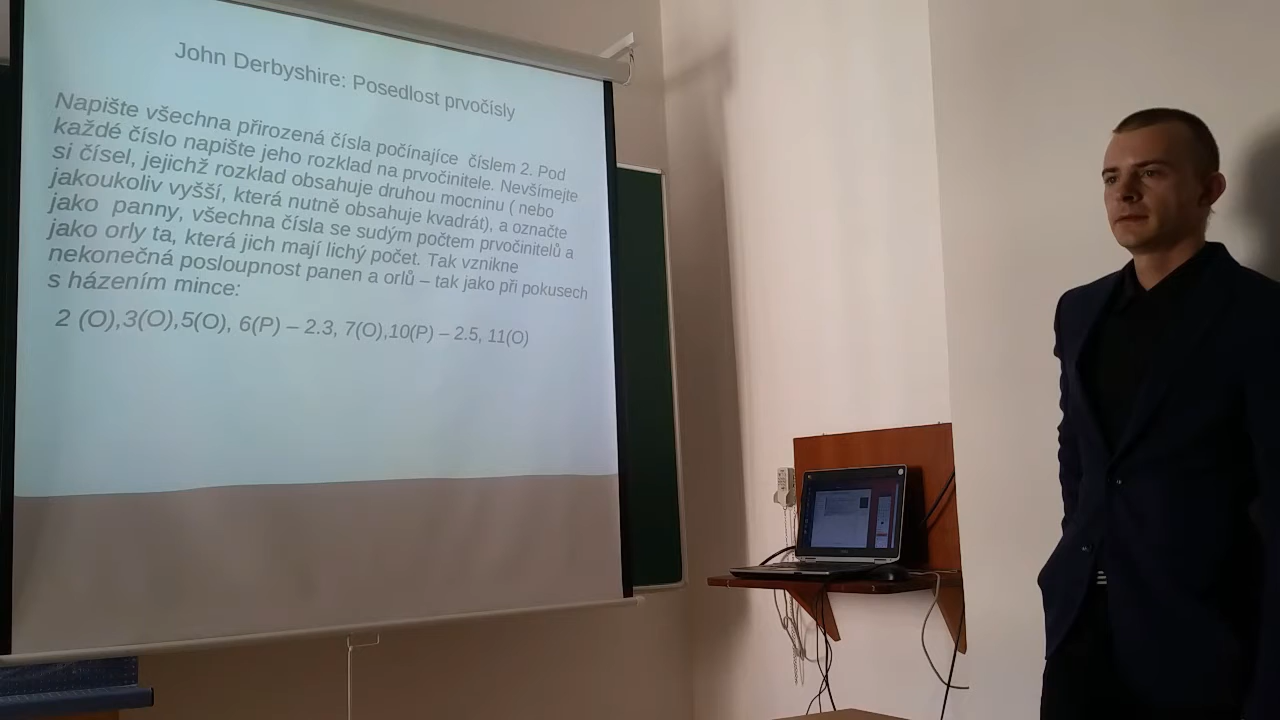 John Derbyshire: Posedlost prvočísly
Napište všechna přirozená čísla počínajíce číslem 2. Pod
každé číslo napište jeho rozklad na prvočinitele. Nevšímejte
si čísel, jejichž rozklad obsahuje druhou mocninu ( nebo
jakoukoliv vyšší, která nutně obsahuje kvadrát), a označte
jako panny, všechna čísla se sudým počtem prvočinitelů a
jako orly ta, která jich mají lichý počet. Tak vznikne
nekonečná posloupnost panen a orlů – tak jako při pokusech
s házením mince:
2 (O),3(O),5(O), 6(P) – 2.3, 7(O),10(P) – 2.5, 11(O)